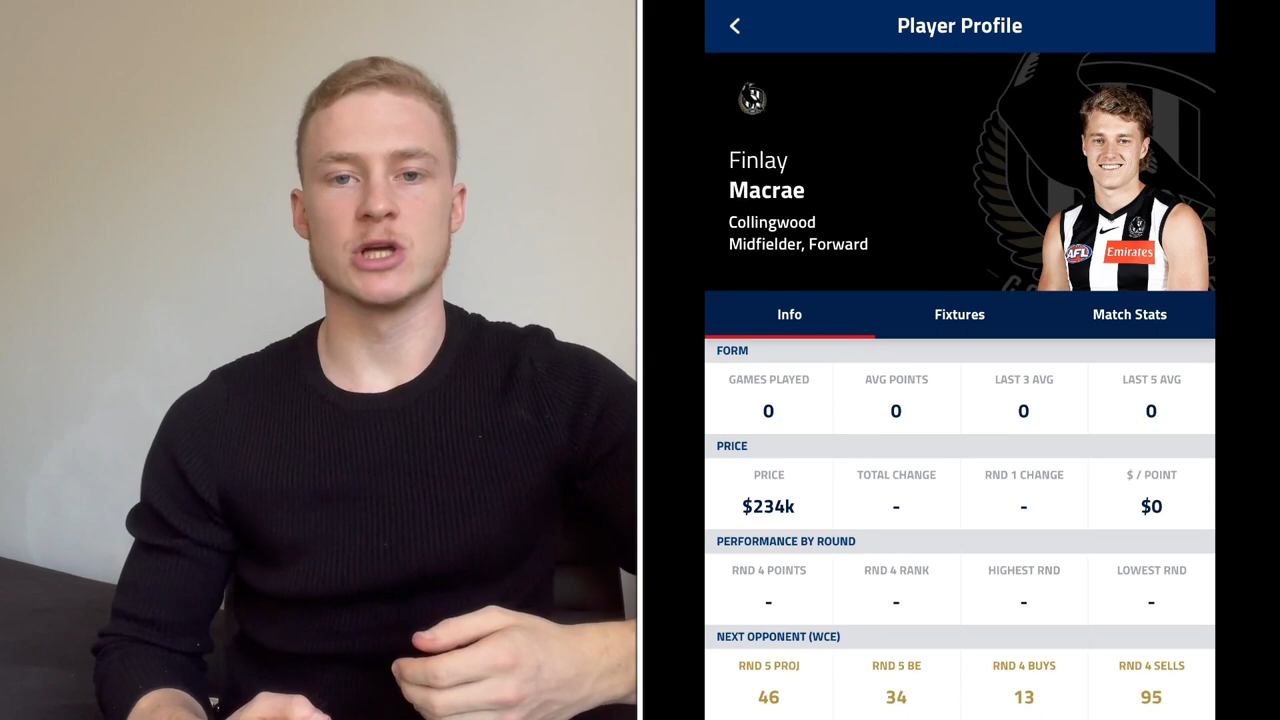 Player Profile
Finlay
Macrae
Collingwood
Midfielder, Forward
AFL
Emirates
Info Fixtures Match Stats
FORM
GAMES PLAYED AVG POINTS LAST 3 AVG LAST 5 AVG
0 0 0 0
PRICE
PRICE TOTAL CHANGE RND 1 CHANGE $ / POINT
$234k - - $0
PERFORMANCE BY ROUND
RND 4 POINTS RND 4 RANK HIGHEST RND LOWEST RND
- - - -
NEXT OPPONENT (WCE)
RND 5 PROJ RND 5 BE RND 4 BUYS RND 4 SELLS
46 34 13 95